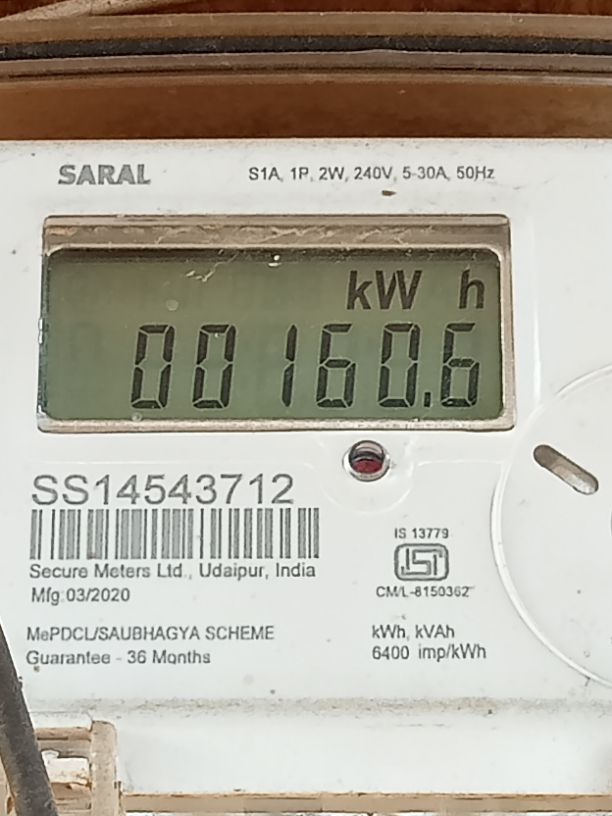 SARAL
S1A, 1P, 2W, 240V, 5-30A, 50Hz
kW h
00160.6
SS14543712
Secure Meters Ltd., Udaipur, India
Mfg:03/2020
IS 13779
ISI
CM/L-8150362
MePDCL/SAUBHAGYA SCHEME
Guarantee - 36 Months
kWh, kVAh
6400 imp/kWh